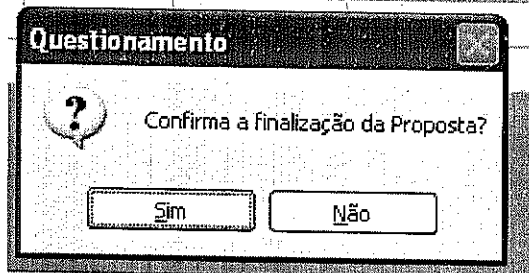 Questionamento
?
Confirma a finalização da Proposta?
Sim
Não